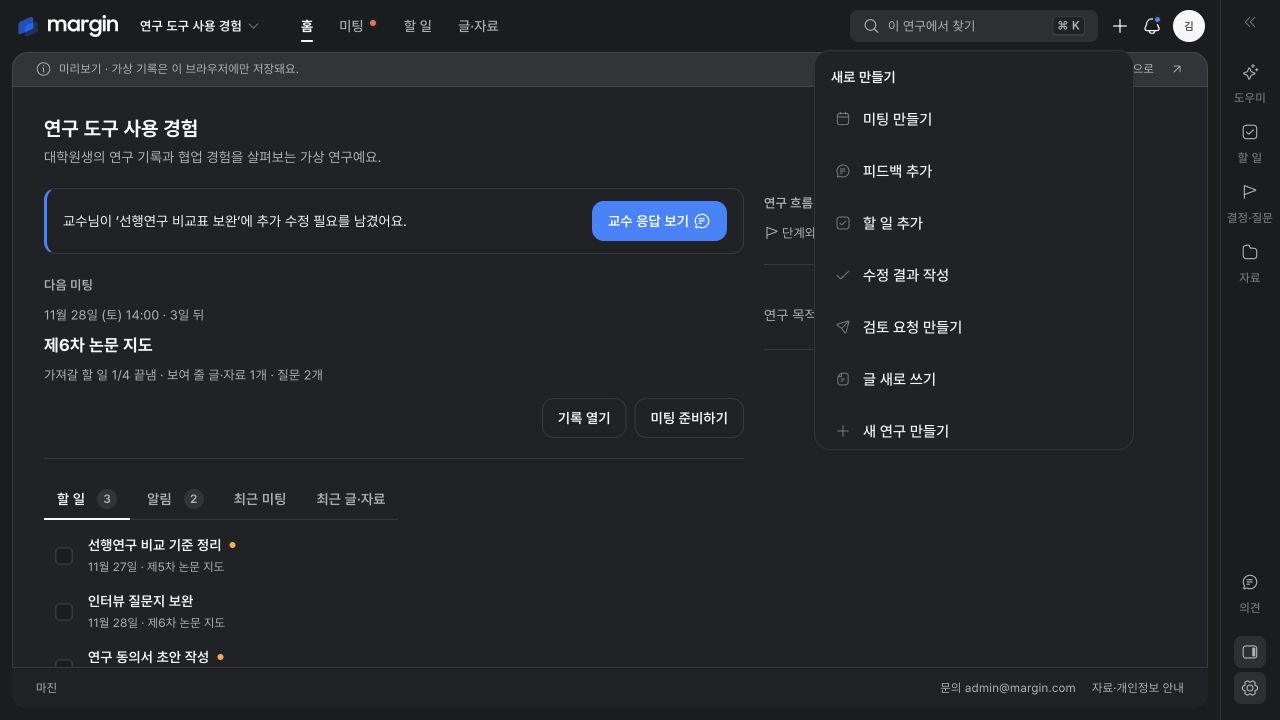 margin
연구 도구 사용 경험
홈
미팅
할 일
글·자료
이 연구에서 찾기
⌘ K
김
미리보기 · 가상 기록은 이 브라우저에만 저장돼요.
으로
연구 도구 사용 경험
대학원생의 연구 기록과 협업 경험을 살펴보는 가상 연구예요.
교수님이 ‘선행연구 비교표 보완’에 추가 수정 필요를 남겼어요.
교수 응답 보기
다음 미팅
11월 28일 (토) 14:00 · 3일 뒤
제6차 논문 지도
가져갈 할 일 1/4 끝냄 · 보여 줄 글·자료 1개 · 질문 2개
기록 열기
미팅 준비하기
연구 흐름
단계와
연구 목적
새로 만들기
미팅 만들기
피드백 추가
할 일 추가
수정 결과 작성
검토 요청 만들기
글 새로 쓰기
새 연구 만들기
할 일 3
알림 2
최근 미팅
최근 글·자료
선행연구 비교 기준 정리
11월 27일 · 제5차 논문 지도
인터뷰 질문지 보완
11월 28일 · 제6차 논문 지도
연구 동의서 초안 작성
도우미
할 일
결정·질문
자료
의견
마진
문의 admin@margin.com
자료·개인정보 안내